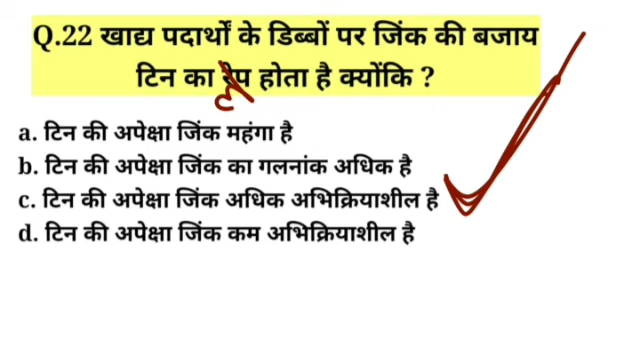 Q.22 खाद्य पदार्थों के डिब्बों पर जिंक की बजाय
टिन का होता है क्योंकि ?
a. टिन की अपेक्षा जिंक महंगा है
b. टिन की अपेक्षा जिंक का गलनांक अधिक है
c. टिन की अपेक्षा जिंक अधिक अभिक्रियाशील है
d. टिन की अपेक्षा जिंक कम अभिक्रियाशील है